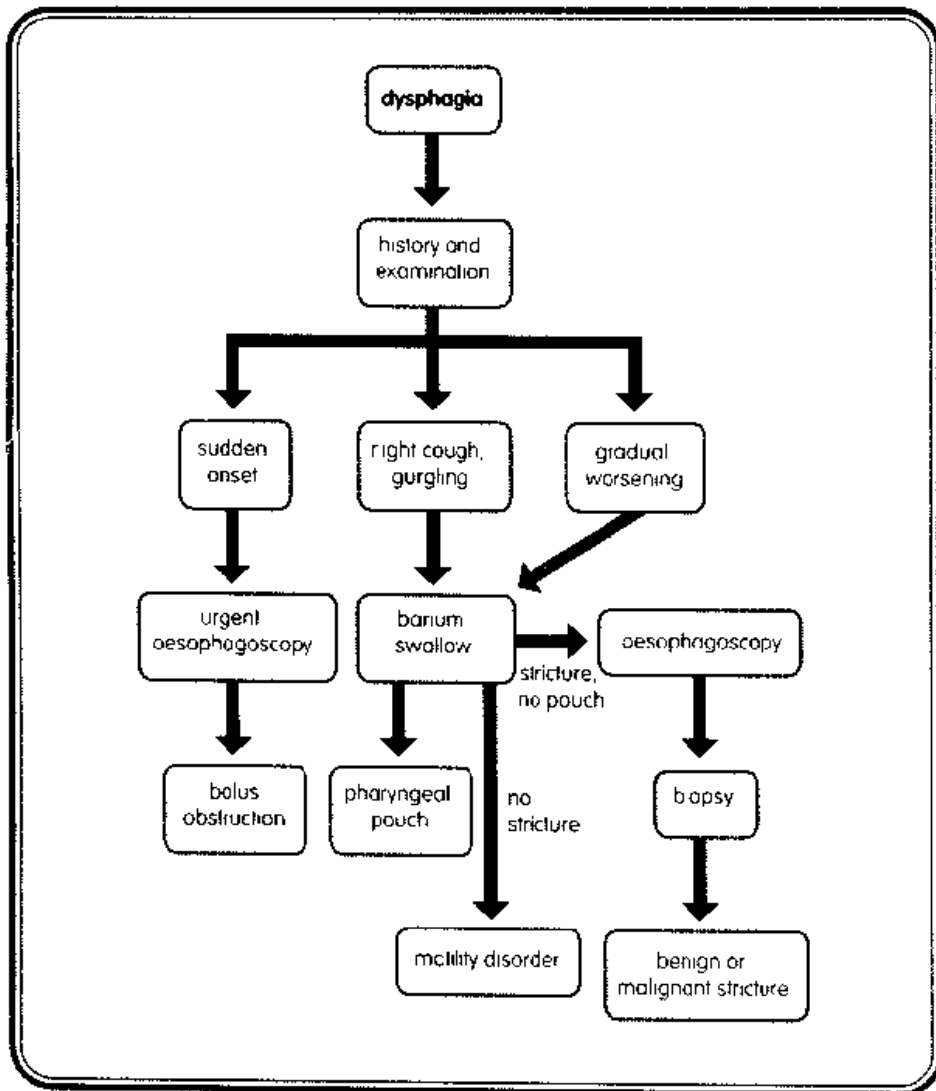 dysphagia
history and
examination
sudden
onset
right cough,
gurgling
gradual
worsening
urgent
oesophagoscopy
barium
swallow
oesophagoscopy
stricture,
no pouch
bolus
obstruction
pharyngeal
pouch
no
stricture
biopsy
motility disorder
benign or
malignant stricture